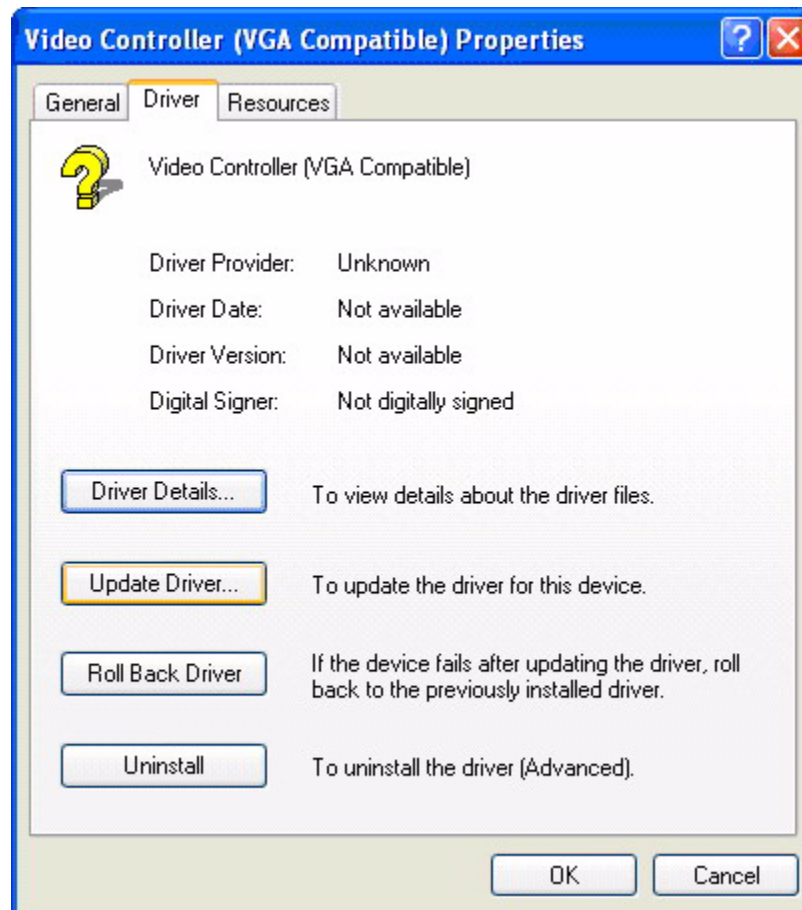 Video Controller (VGA Compatible) Properties
General Driver Resources
Video Controller (VGA Compatible)
Driver Provider: Unknown
Driver Date: Not available
Driver Version: Not available
Digital Signer: Not digitally signed
Driver Details... To view details about the driver files.
Update Driver... To update the driver for this device.
Roll Back Driver If the device fails after updating the driver, roll
back to the previously installed driver.
Uninstall To uninstall the driver (Advanced).
OK Cancel